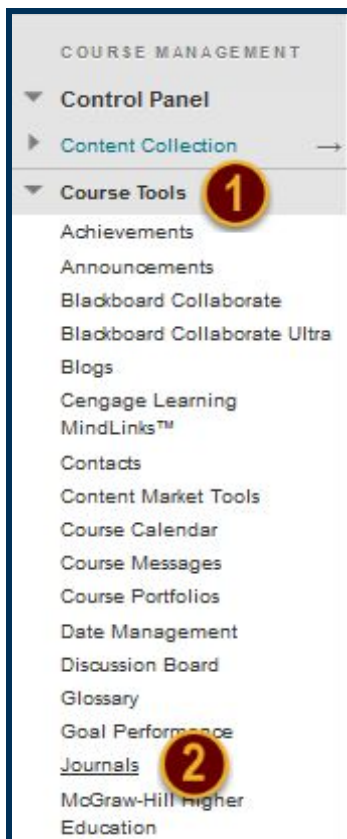 COURSE MANAGEMENT
Control Panel
Content Collection →
Course Tools 1
Achievements
Announcements
Blackboard Collaborate
Blackboard Collaborate Ultra
Blogs
Cengage Learning
MindLinks™
Contacts
Content Market Tools
Course Calendar
Course Messages
Course Portfolios
Date Management
Discussion Board
Glossary
Goal Performance
Journals 2
McGraw-Hill Higher
Education